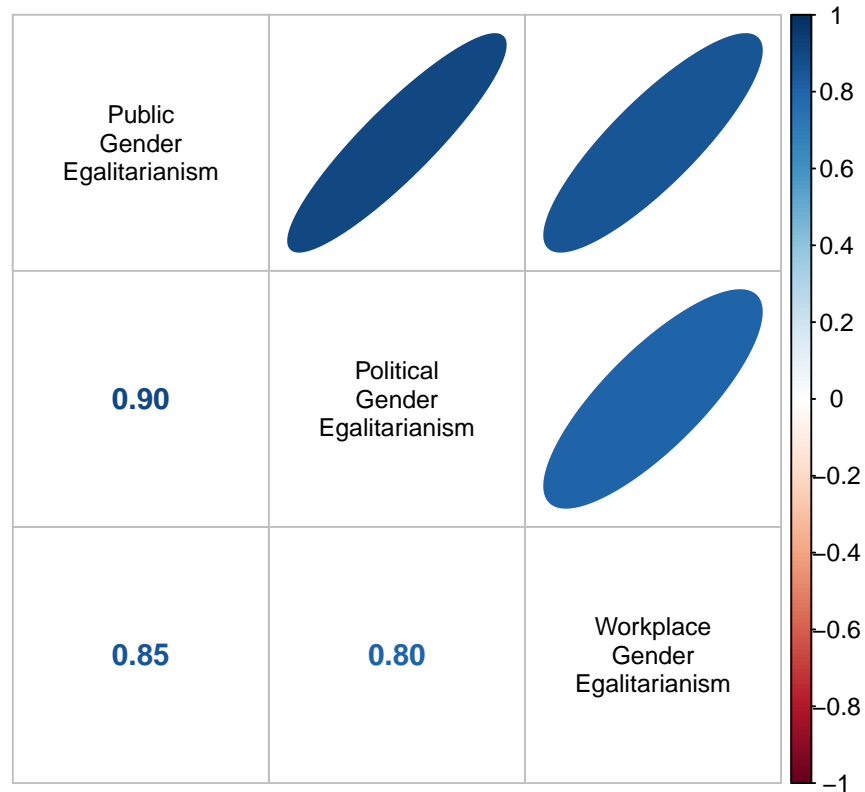 Public
Gender
Egalitarianism
0.90
Political
Gender
Egalitarianism
0.85
0.80
Workplace
Gender
Egalitarianism
1
0.8
0.6
0.4
0.2
0
−0.2
−0.4
−0.6
−0.8
−1